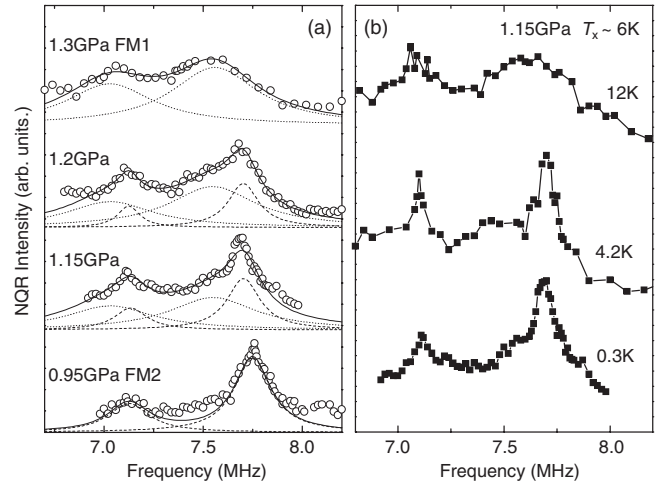 (a)
1.3GPa FM1
1.2GPa
1.15GPa
0.95GPa FM2
NQR Intensity (arb. units.)
7.0 7.5 8.0
Frequency (MHz)
(b)
1.15GPa Tx ~ 6K
12K
4.2K
0.3K
7.0 7.5 8.0
Frequency (MHz)